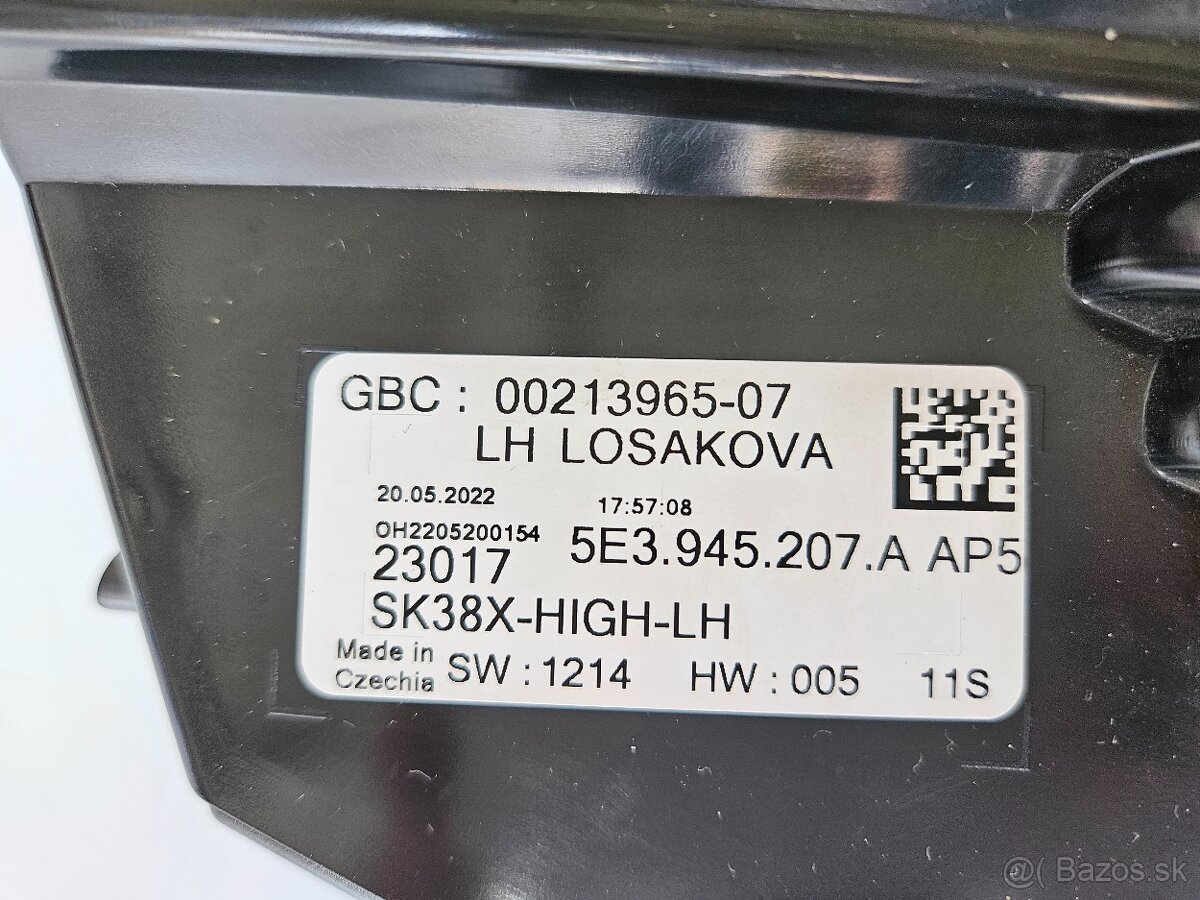 GBC : 00213965-07
LH LOSAKOVA
20.05.2022 17:57:08
OH2205200154 5E3.945.207.A AP5
23017
SK38X-HIGH-LH
Made in Czechia SW : 1214 HW : 005 11S
@( Bazos.sk